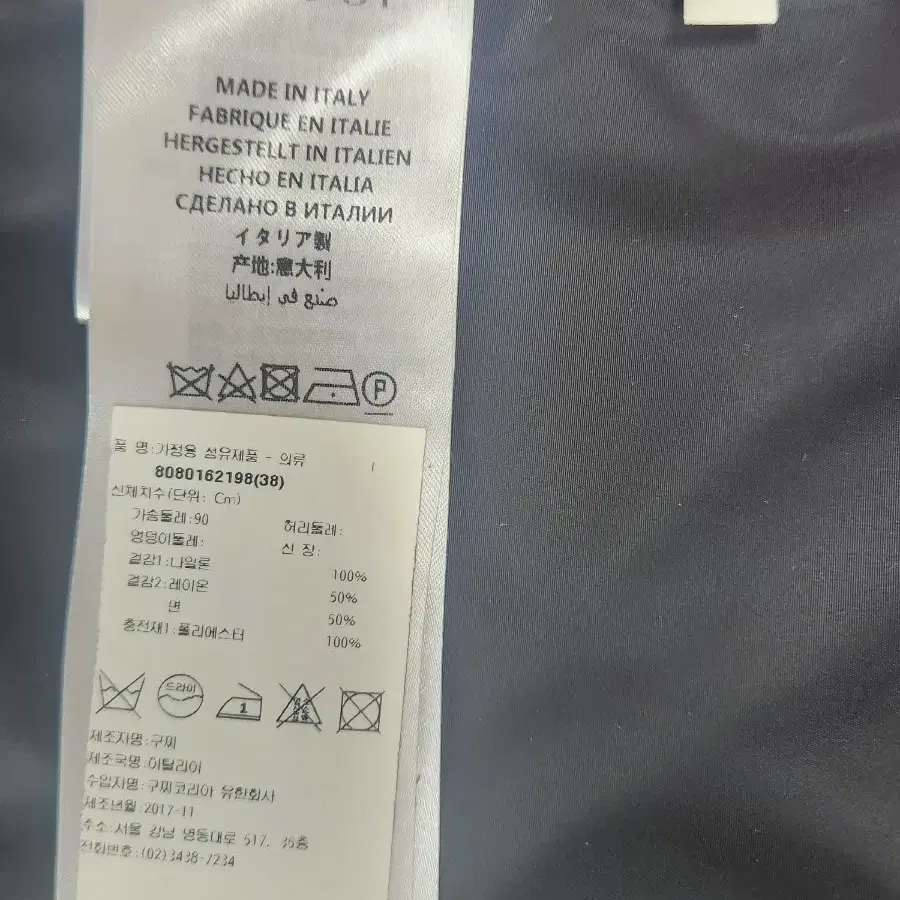 MADE IN ITALY
FABRIQUE EN ITALIE
HERGESTELLT IN ITALIEN
HECHO EN ITALIA
СДЕЛАНО В ИТАЛИИ
イタリア製
产地:意大利
صنع في إيطاليا
P
품 명:가정용 섬유제품 - 의류
8080162198(38)
신체치수(단위: Cm)
가슴둘레:90 허리둘레:
엉덩이둘레: 신 장:
겉감1:나일론 100%
겉감2:레이온 50%
면 50%
충전재1:폴리에스터 100%
드라이
1
제조자명:구찌
제조국명:이탈리아
수입자명:구찌코리아 유한회사
제조년월:2017-11
주소:서울 강남 영동대로 517, 36층
전화번호:(02)3438-7234